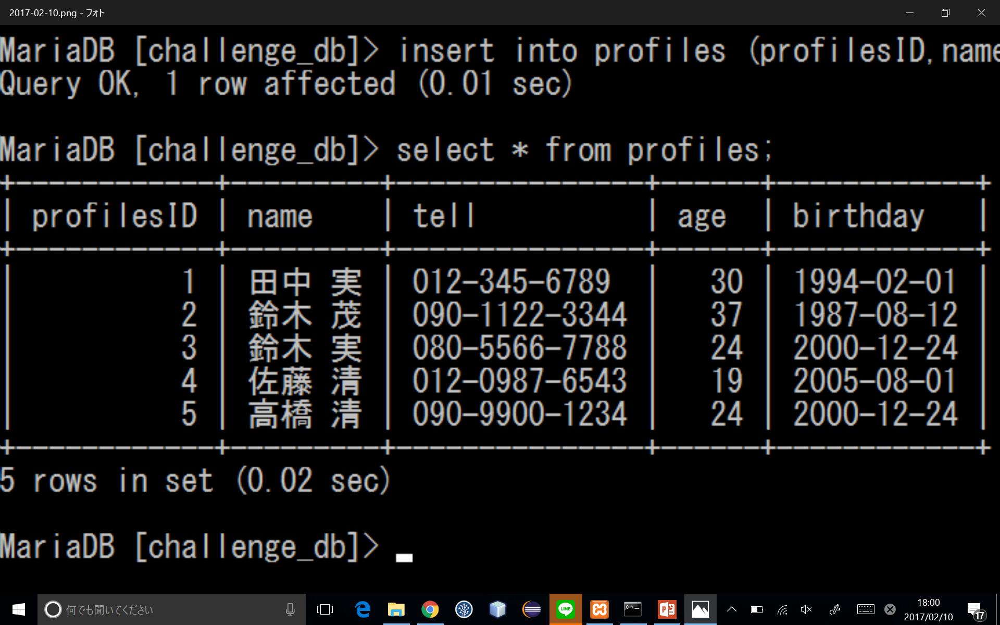 2017-02-10.png - フォト
MariaDB [challenge_db]> insert into profiles (profilesID,name
Query OK, 1 row affected (0.01 sec)
MariaDB [challenge_db]> select * from profiles;
+------------+---------+---------------+------+------------+
| profilesID | name    | tell          | age  | birthday   |
+------------+---------+---------------+------+------------+
|          1 | 田中 実 | 012-345-6789  |   30 | 1994-02-01 |
|          2 | 鈴木 茂 | 090-1122-3344 |   37 | 1987-08-12 |
|          3 | 鈴木 実 | 080-5566-7788 |   24 | 2000-12-24 |
|          4 | 佐藤 清 | 012-0987-6543 |   19 | 2005-08-01 |
|          5 | 高橋 清 | 090-9900-1234 |   24 | 2000-12-24 |
+------------+---------+---------------+------+------------+
5 rows in set (0.02 sec)
MariaDB [challenge_db]>
何でも聞いてください
LINE
C:\
P
18:00
2017/02/10
17